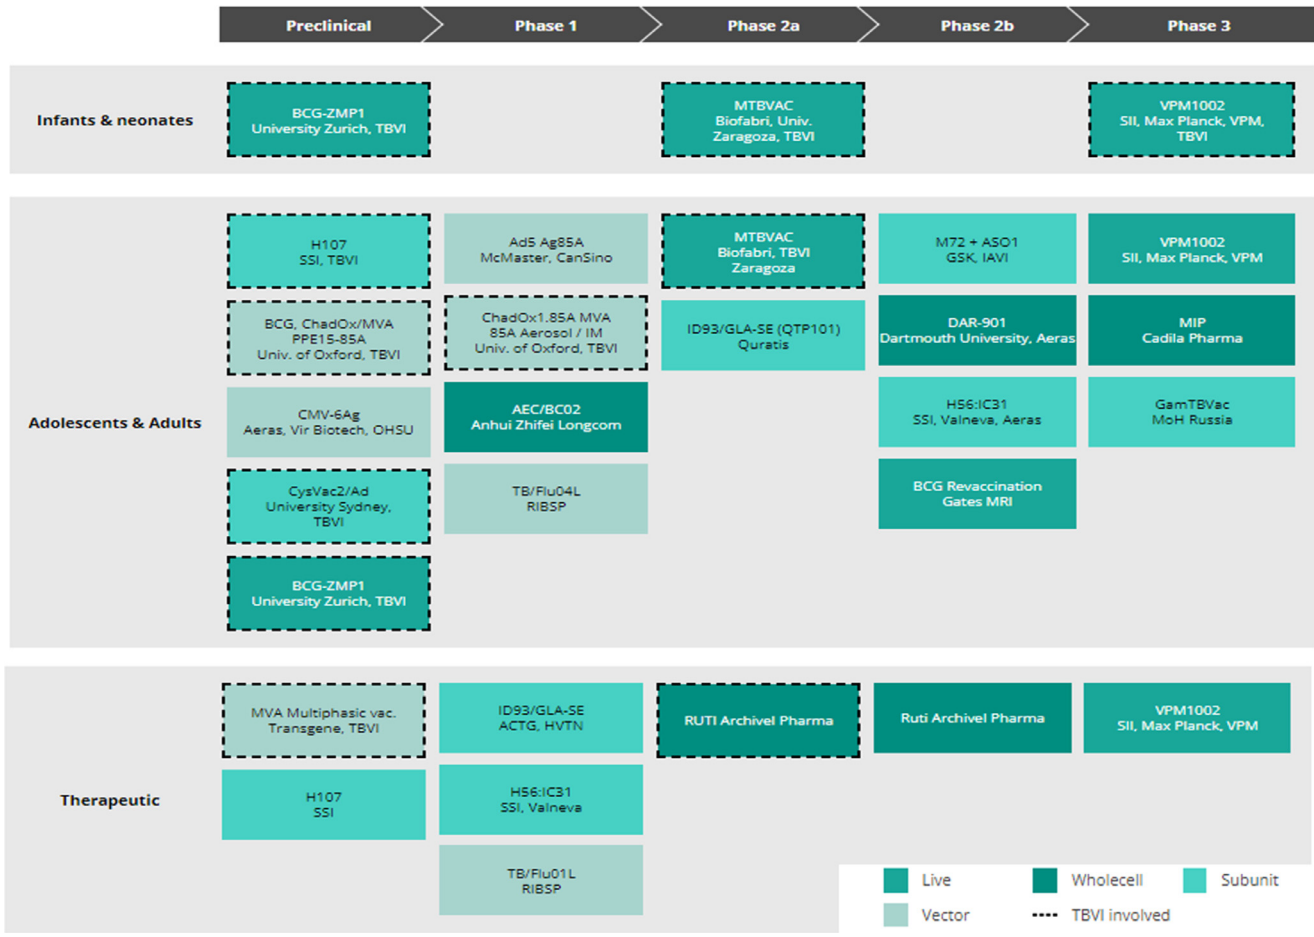 Preclinical
Phase 1
Phase 2a
Phase 2b
Phase 3
Infants & neonates
BCG-ZMP1
University Zurich, TBVI
MTBVAC
Biofabri, Univ.
Zaragoza, TBVI
VPM1002
SII, Max Planck, VPM,
TBVI
Adolescents & Adults
H107
SSI, TBVI
Ad5 Ag85A
McMaster, CanSino
MTBVAC
Biofabri, TBVI
Zaragoza
M72 + ASO1
GSK, IAVI
VPM1002
SII, Max Planck, VPM
BCG, ChadOx/MVA
PPE15-85A
Univ. of Oxford, TBVI
ChadOx1.85A MVA
85A Aerosol / IM
Univ. of Oxford, TBVI
ID93/GLA-SE (QTP101)
Quratis
DAR-901
Dartmouth University, Aeras
MIP
Cadila Pharma
CMV-6Ag
Aeras, Vir Biotech, OHSU
AEC/BC02
Anhui Zhifei Longcom
H56:IC31
SSI, Valneva, Aeras
GamTBVac
MoH Russia
CysVac2/Ad
University Sydney,
TBVI
TB/Flu04L
RIBSP
BCG Revaccination
Gates MRI
BCG-ZMP1
University Zurich, TBVI
Therapeutic
MVA Multiphasic vac.
Transgene, TBVI
ID93/GLA-SE
ACTG, HVTN
RUTI Archivel Pharma
Ruti Archivel Pharma
VPM1002
SII, Max Planck, VPM
H107
SSI
H56:IC31
SSI, Valneva
TB/Flu01L
RIBSP
Live
Wholecell
Subunit
Vector
TBVI involved